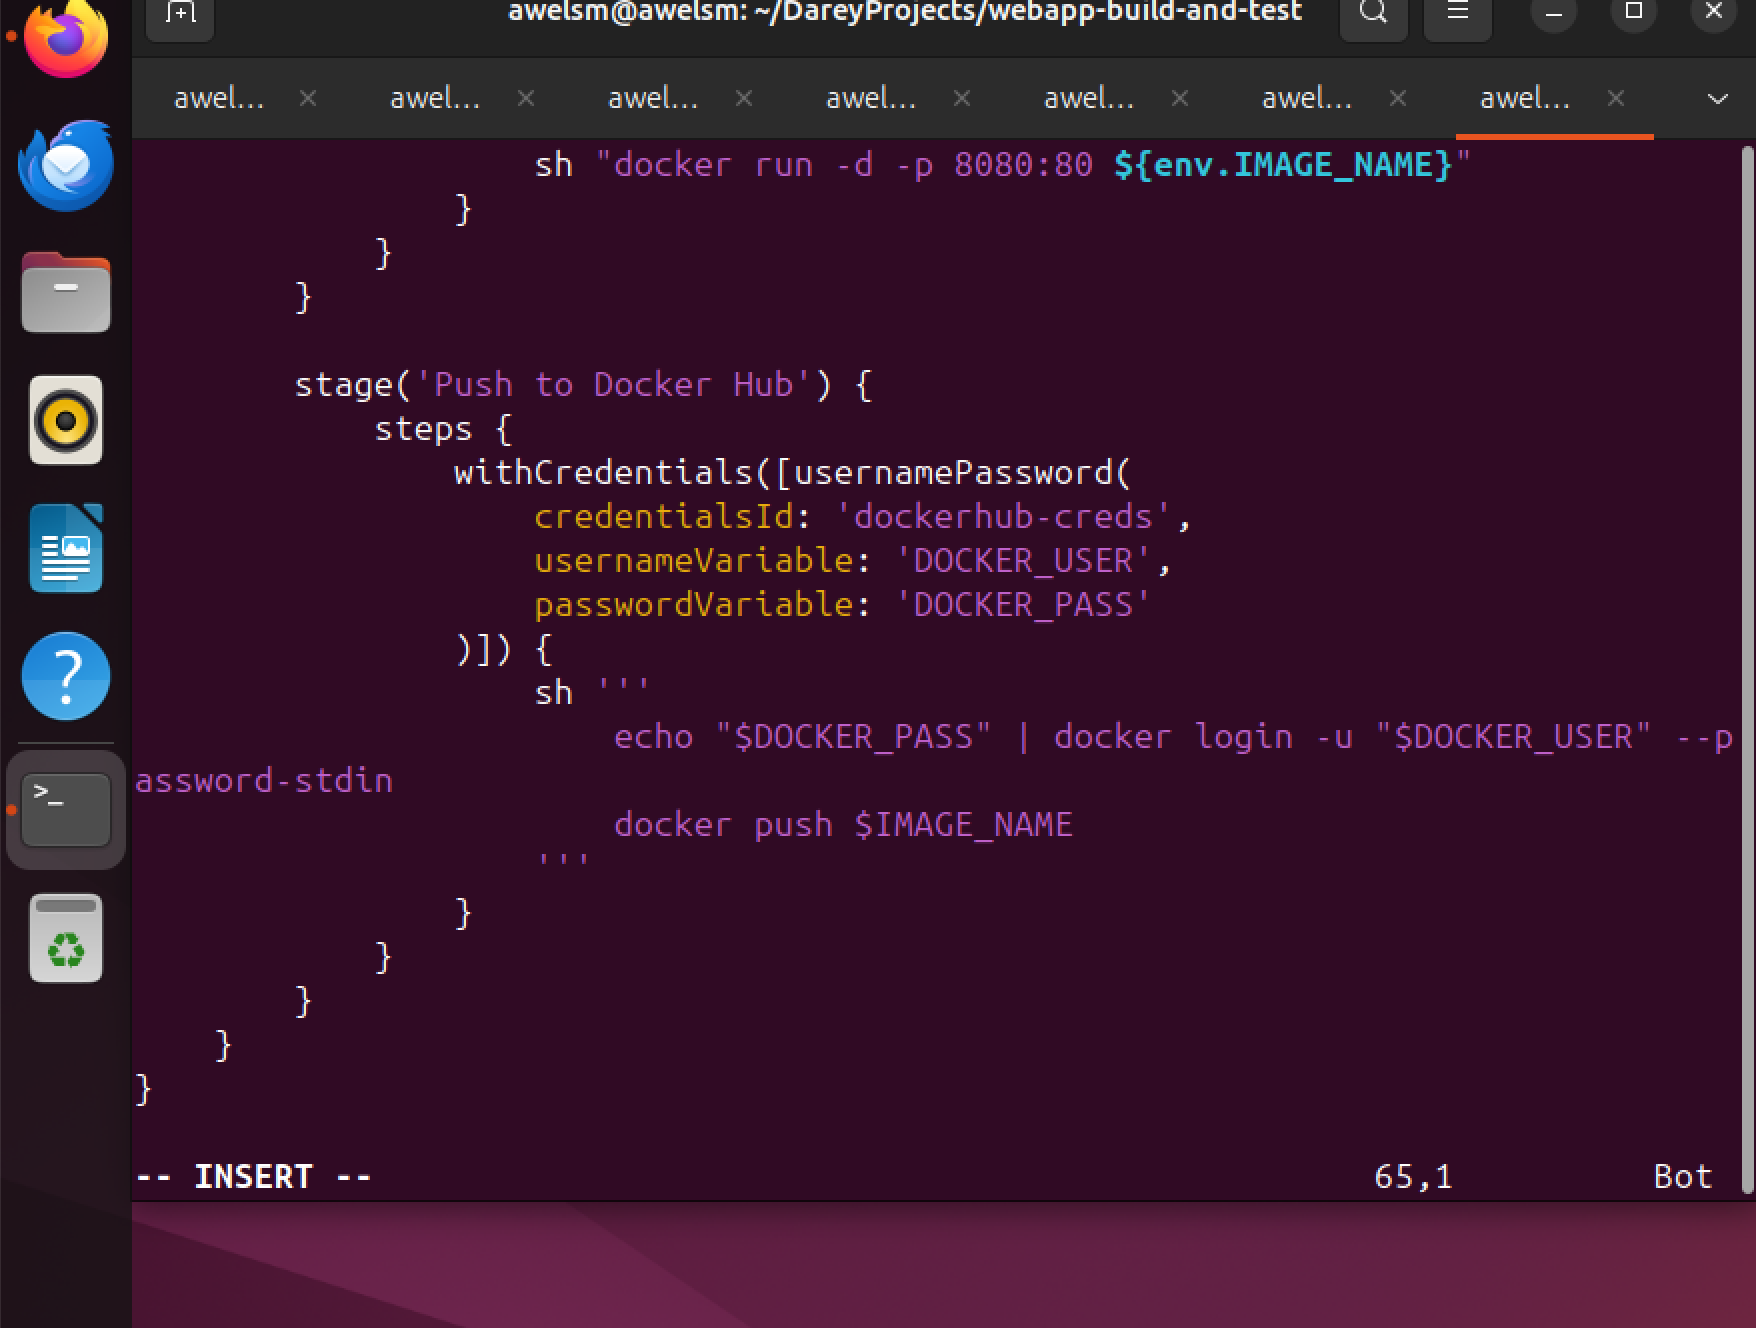 awelsm@awelsm: ~/DareyProjects/webapp-build-and-test
awel... awel... awel... awel... awel... awel... awel...
sh "docker run -d -p 8080:80 ${env.IMAGE_NAME}"
}
}
}
stage('Push to Docker Hub') {
steps {
withCredentials([usernamePassword(
credentialsId: 'dockerhub-creds',
usernameVariable: 'DOCKER_USER',
passwordVariable: 'DOCKER_PASS'
)]) {
sh '''
echo "$DOCKER_PASS" | docker login -u "$DOCKER_USER" --p
assword-stdin
docker push $IMAGE_NAME
'''
}
}
}
}
}
-- INSERT -- 65,1 Bot